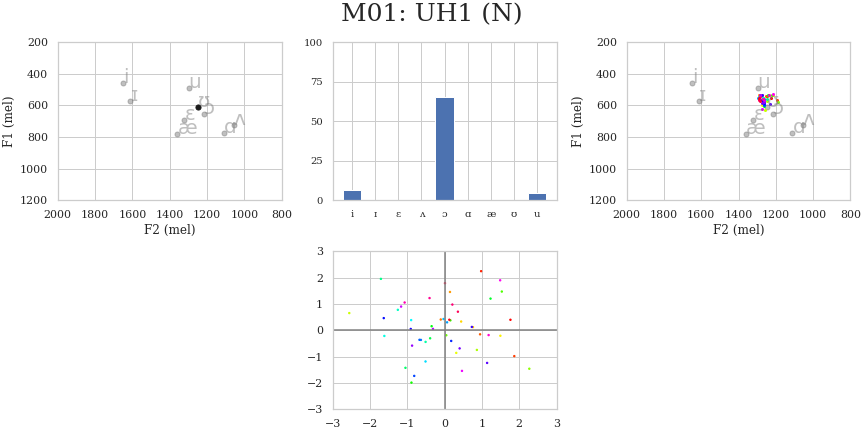 M01: UH1 (N)
200
400
600
800
1000
1200
2000 1800 1600 1400 1200 1000 800
F1 (mel)
F2 (mel)
i
ɪ
u
ʊ
ɔ
ɛ
æ
ɑ
ʌ
100
75
50
25
0
i ɪ ɛ ʌ ɔ ɑ æ ʊ u
200
400
600
800
1000
1200
2000 1800 1600 1400 1200 1000 800
F1 (mel)
F2 (mel)
i
ɪ
u
ɛ
æ
ɑ
ʌ
3
2
1
0
−1
−2
−3
−3 −2 −1 0 1 2 3